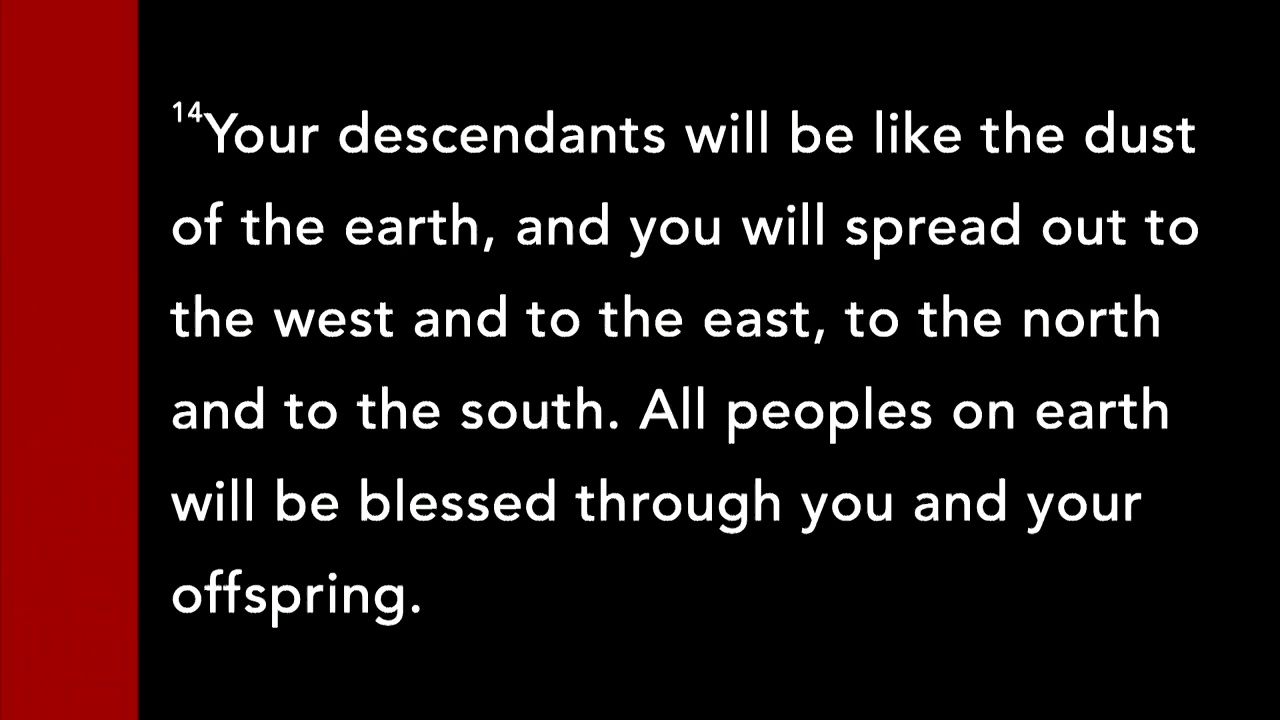 14Your descendants will be like the dust
of the earth, and you will spread out to
the west and to the east, to the north
and to the south. All peoples on earth
will be blessed through you and your
offspring.